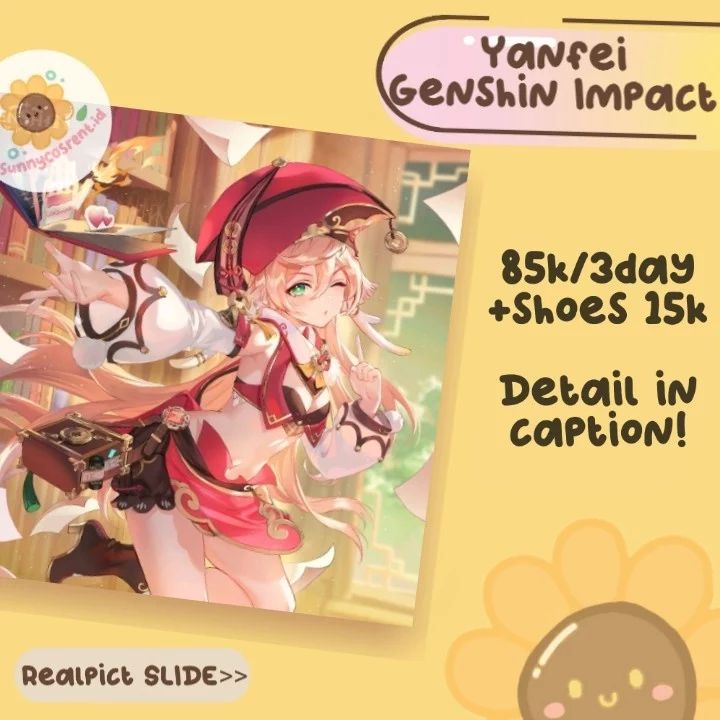 Yanfei
Genshin Impact
Sunnycosrent.id
85k/3day
+Shoes 15k
Detail in
caption!
RealPict SLIDE>>